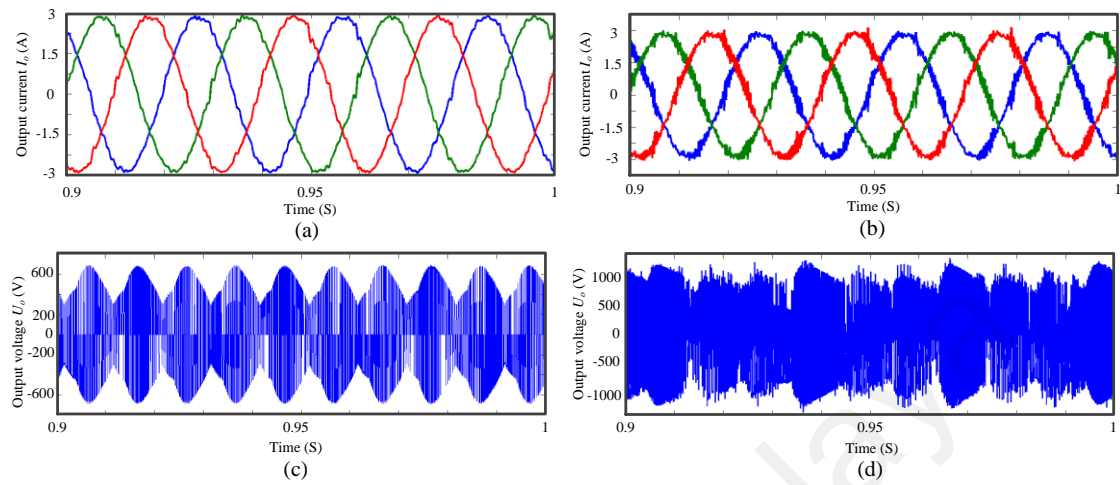 Output current Io (A)
3
1.5
0
-1.5
3
0.9
0.95
1
Time (S)
(a)
Output current Io (A)
3
1.5
0
-1.5
-3
0.9
0.95
1
Time (S)
(b)
Output voltage Uo (V)
600
200
0
-200
-600
0.9
0.95
1
Time (S)
(c)
Output voltage Uo (V)
1000
500
0
-500
-1000
0.9
0.95
1
Time (S)
(d)
laya